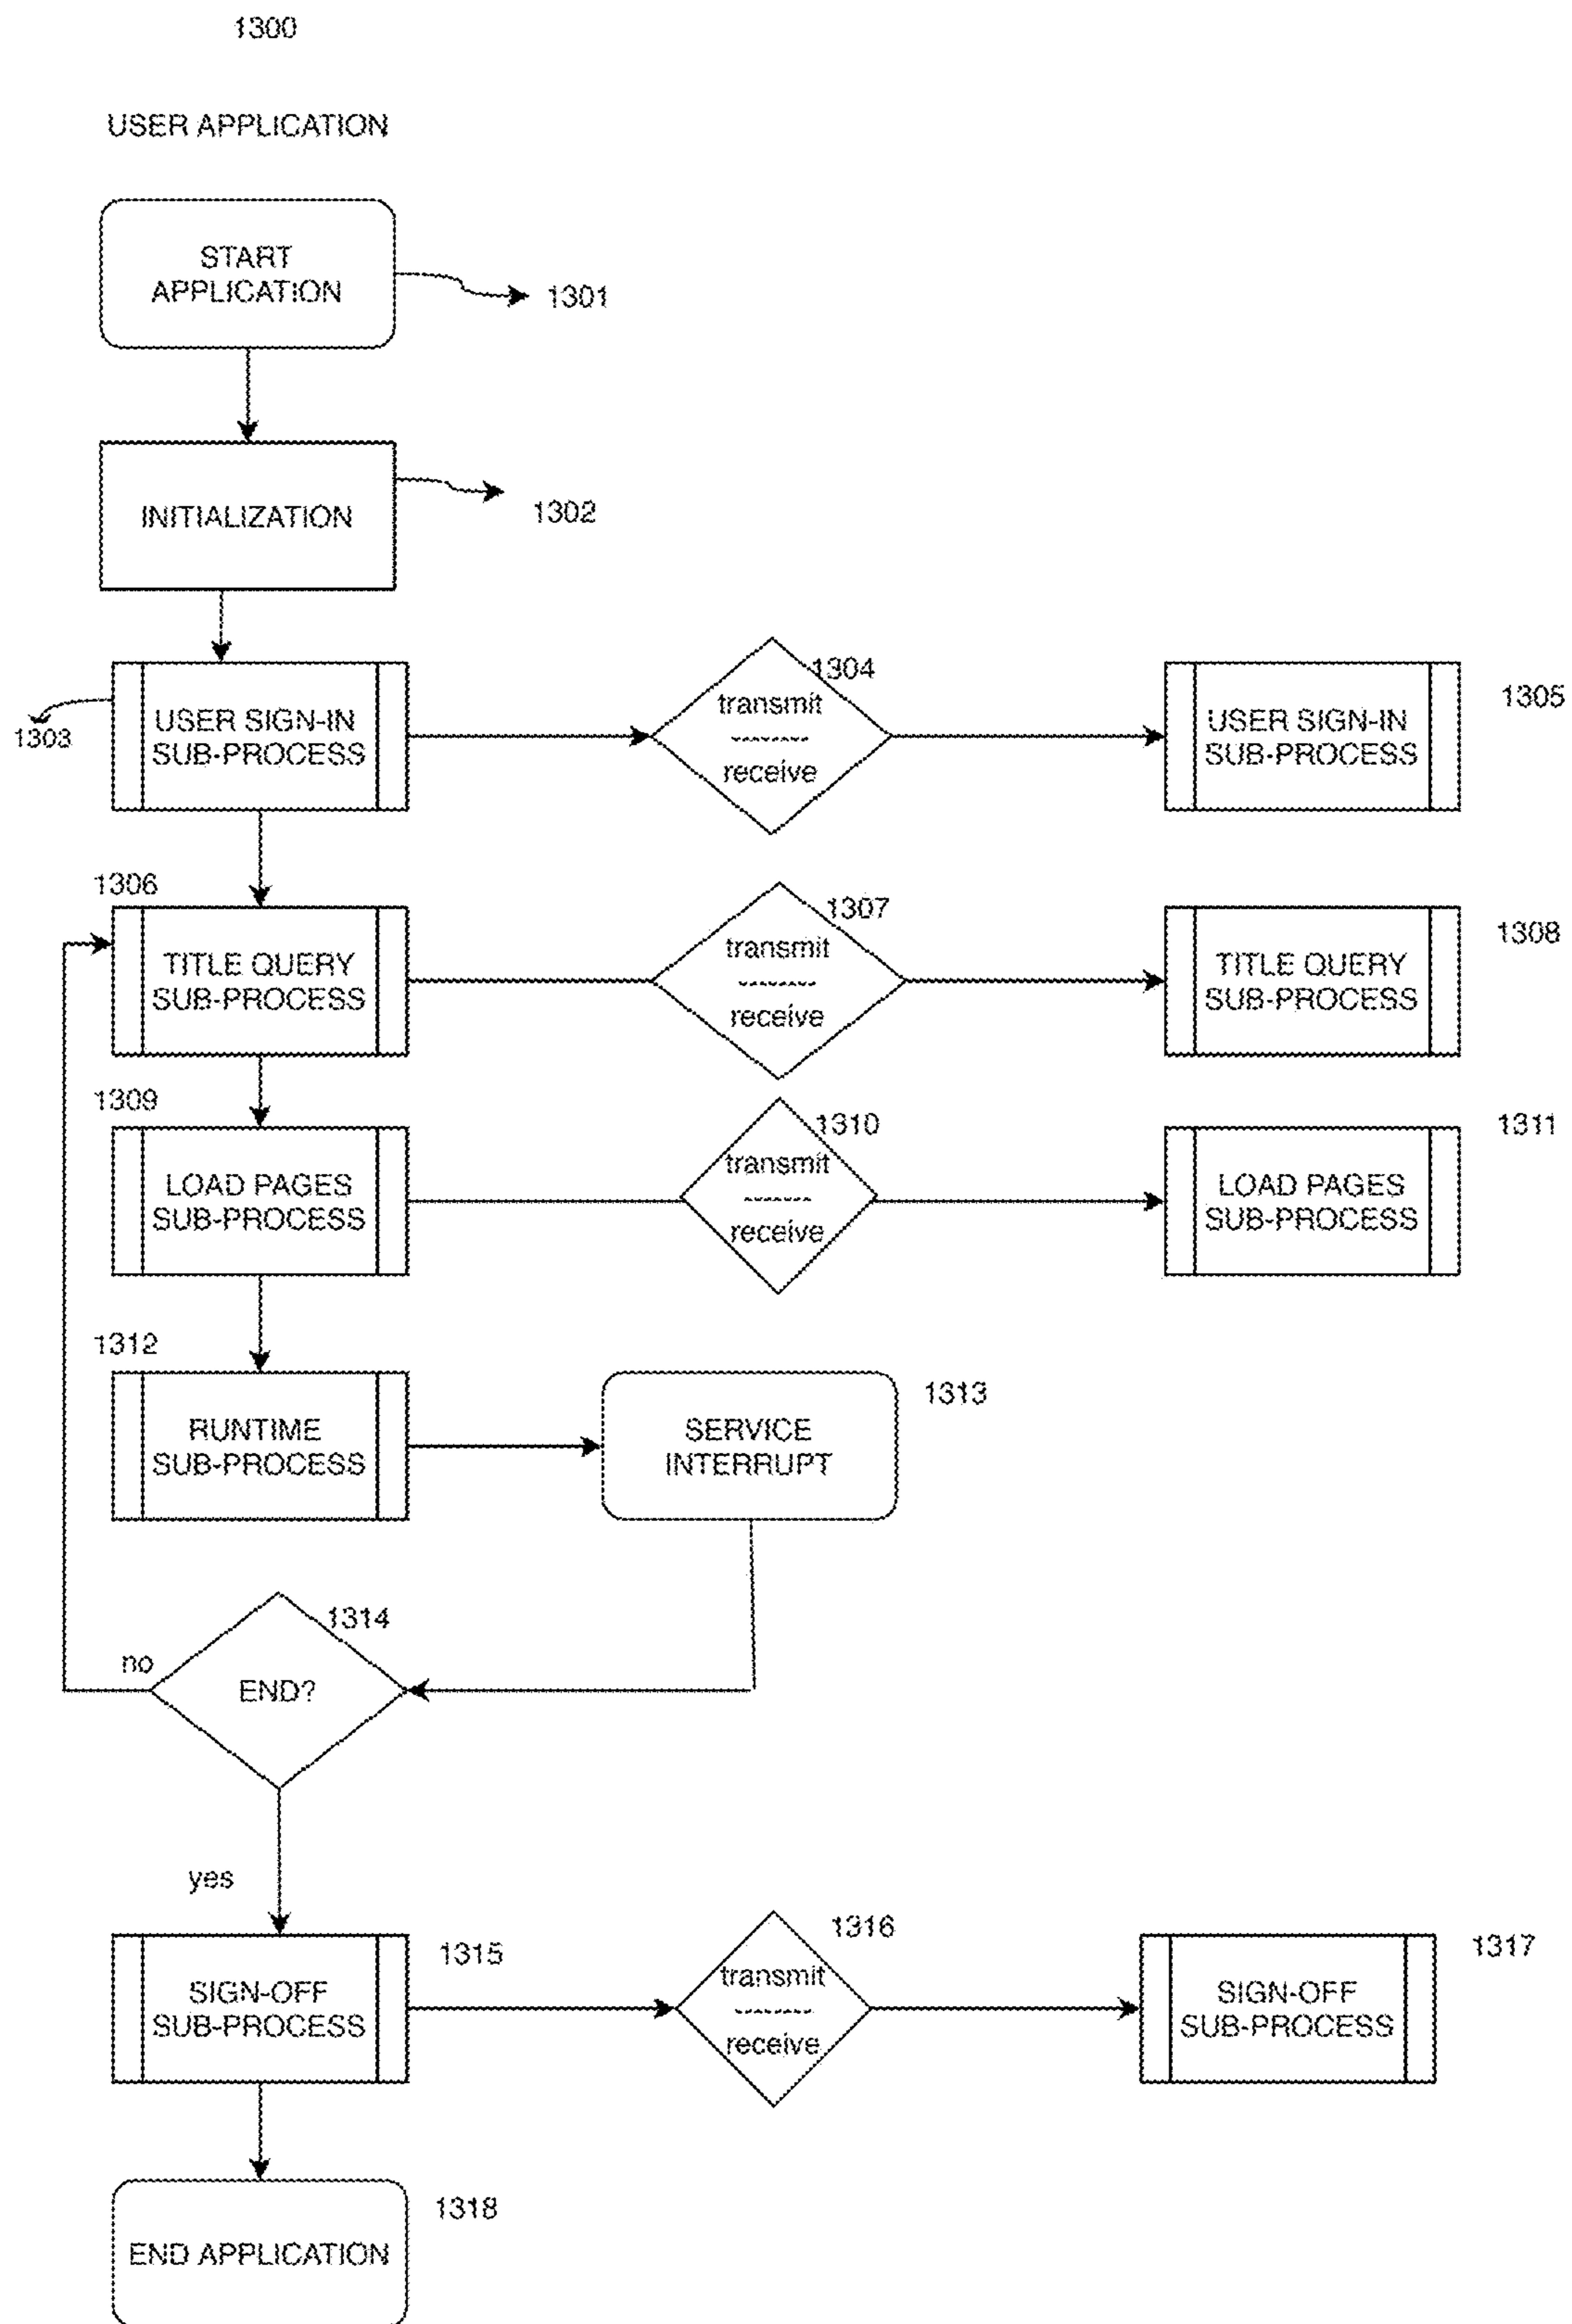 1300
USER APPLICATION
START
APPLICATION
1301
INITIALIZATION
1302
1303
USER SIGN-IN
SUB-PROCESS
1304
transmit
-------
receive
USER SIGN-IN
SUB-PROCESS
1305
1306
TITLE QUERY
SUB-PROCESS
1307
transmit
-------
receive
TITLE QUERY
SUB-PROCESS
1308
1309
LOAD PAGES
SUB-PROCESS
1310
transmit
-------
receive
LOAD PAGES
SUB-PROCESS
1311
1312
RUNTIME
SUB-PROCESS
SERVICE
INTERRUPT
1313
1314
no
END?
yes
SIGN-OFF
SUB-PROCESS
1315
1316
transmit
-------
receive
SIGN-OFF
SUB-PROCESS
1317
END APPLICATION
1318